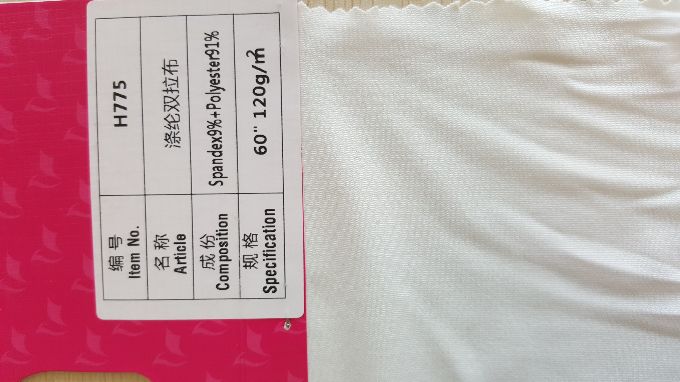 编号
Item No.
H775
名称
Article
涤纶双拉布
成份
Composition
Spandex9%+Polyester91%
规格
Specification
60" 120g/㎡